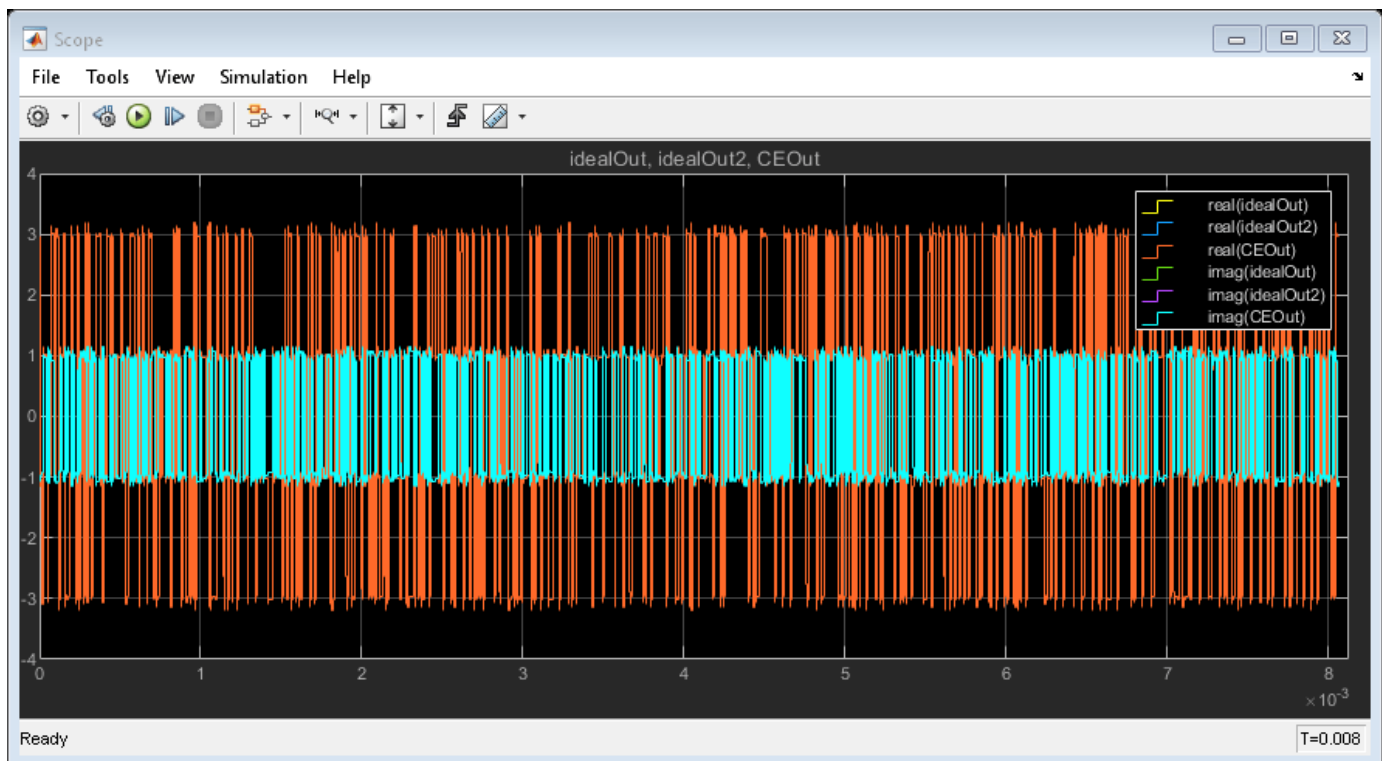 Scope
File Tools View Simulation Help
idealOut, idealOut2, CEOut
real(idealOut)
real(idealOut2)
real(CEOut)
imag(idealOut)
imag(idealOut2)
imag(CEOut)
4
3
2
1
0
-1
-2
-3
-4
0 1 2 3 4 5 6 7 8
×10-3
Ready T=0.008